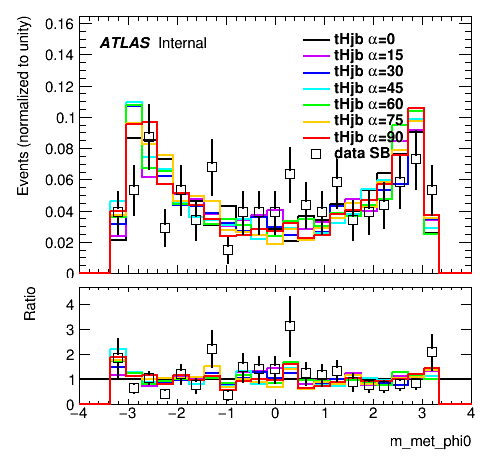 0.16
0.14
0.12
0.1
0.08
0.06
0.04
0.02
0
Events (normalized to unity)
ATLAS Internal
tHjb α=0
tHjb α=15
tHjb α=30
tHjb α=45
tHjb α=60
tHjb α=75
tHjb α=90
data SB
Ratio
4
3
2
1
0
−4 −3 −2 −1 0 1 2 3 4
m_met_phi0